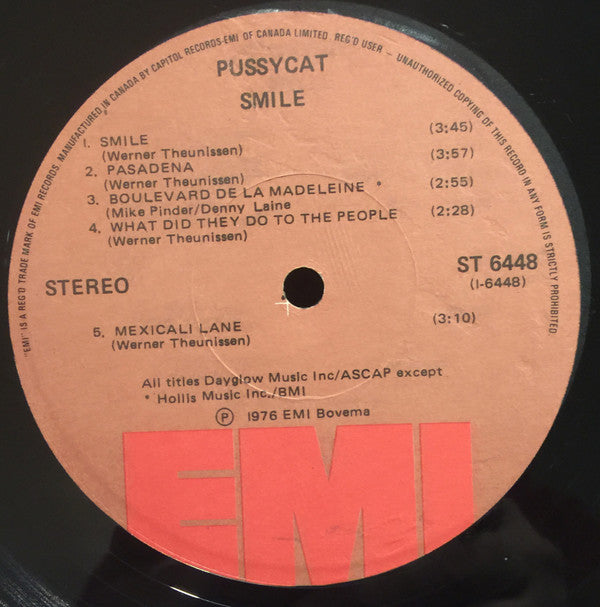 "EMI" IS A REG'D TRADE MARK OF EMI RECORDS. MANUFACTURED IN CANADA BY CAPITOL RECORDS-EMI OF CANADA LIMITED. REG'D USER - UNAUTHORIZED COPYING OF THIS RECORD IN ANY FORM IS STRICTLY PROHIBITED
PUSSYCAT
SMILE
1. SMILE (3:45)
(Werner Theunissen)
2. PASADENA (3:57)
(Werner Theunissen)
3. BOULEVARD DE LA MADELEINE * (2:55)
(Mike Pinder/Denny Laine
4. WHAT DID THEY DO TO THE PEOPLE (2:28)
(Werner Theunissen)
STEREO
ST 6448
(I-6448)
5. MEXICALI LANE (3:10)
(Werner Theunissen)
All titles Dayglow Music Inc/ASCAP except
* Hollis Music Inc./BMI
Ⓟ 1976 EMI Bovema
EMI